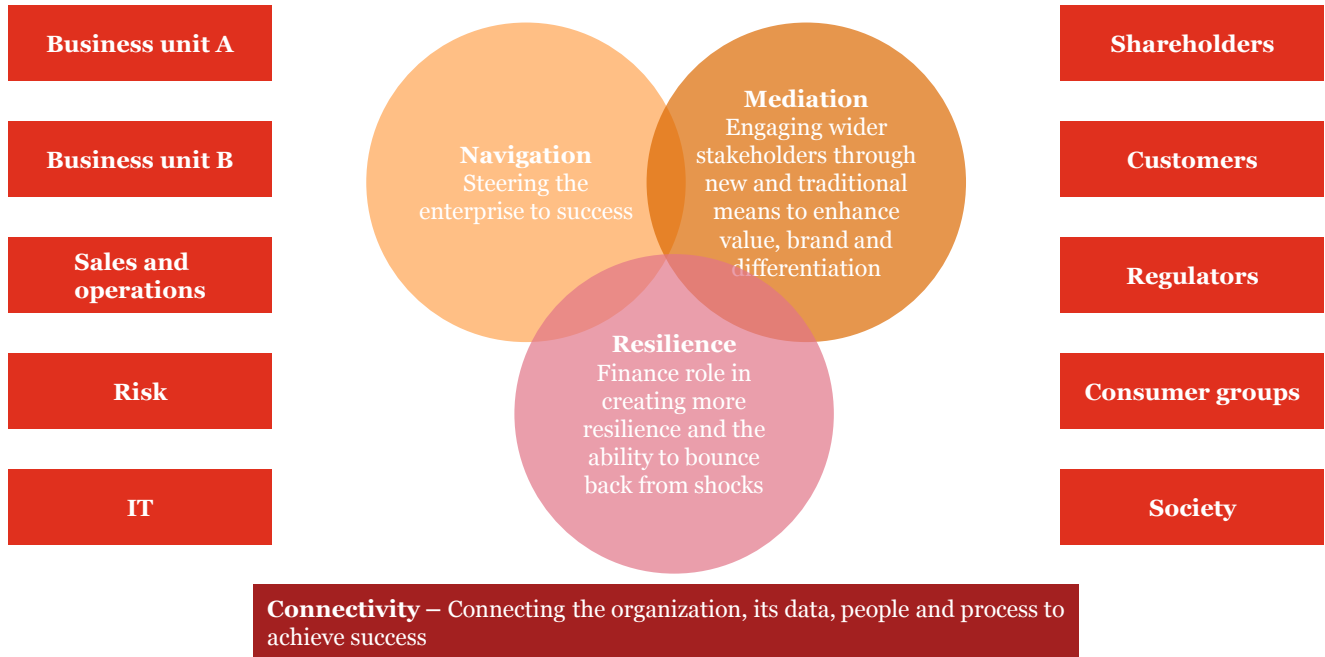 Business unit A
Business unit B
Sales and
operations
Risk
IT
Navigation
Steering the
enterprise to success
Mediation
Engaging wider
stakeholders through
new and traditional
means to enhance
value, brand and
differentiation
Resilience
Finance role in
creating more
resilience and the
ability to bounce
back from shocks
Shareholders
Customers
Regulators
Consumer groups
Society
Connectivity – Connecting the organization, its data, people and process to
achieve success